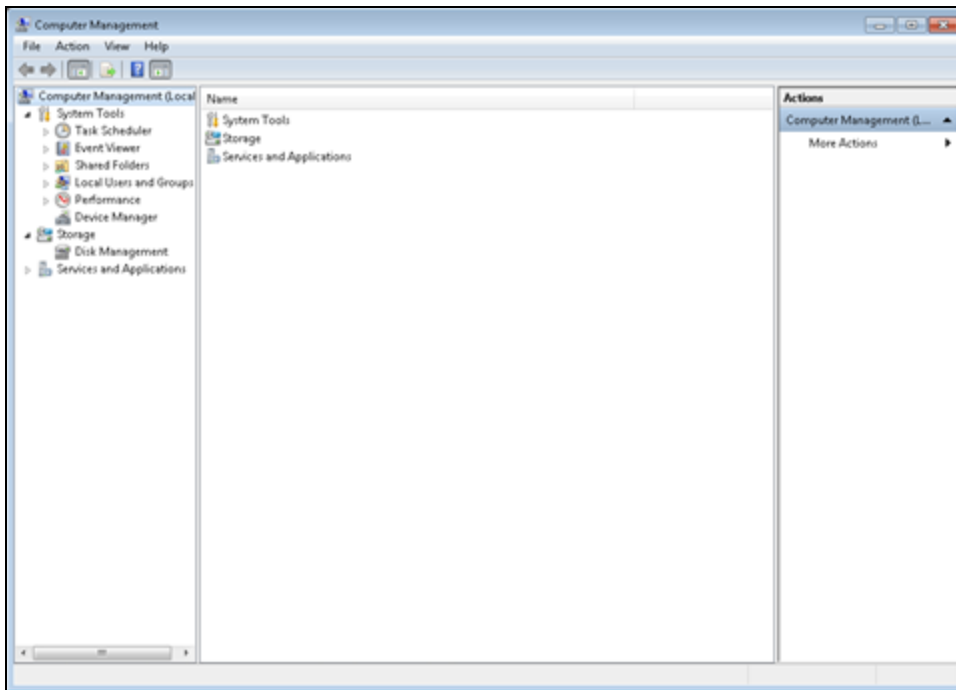 Computer Management
File Action View Help
Computer Management (Local
System Tools
Task Scheduler
Event Viewer
Shared Folders
Local Users and Groups
Performance
Device Manager
Storage
Disk Management
Services and Applications
Name
System Tools
Storage
Services and Applications
Actions
Computer Management (L...
More Actions